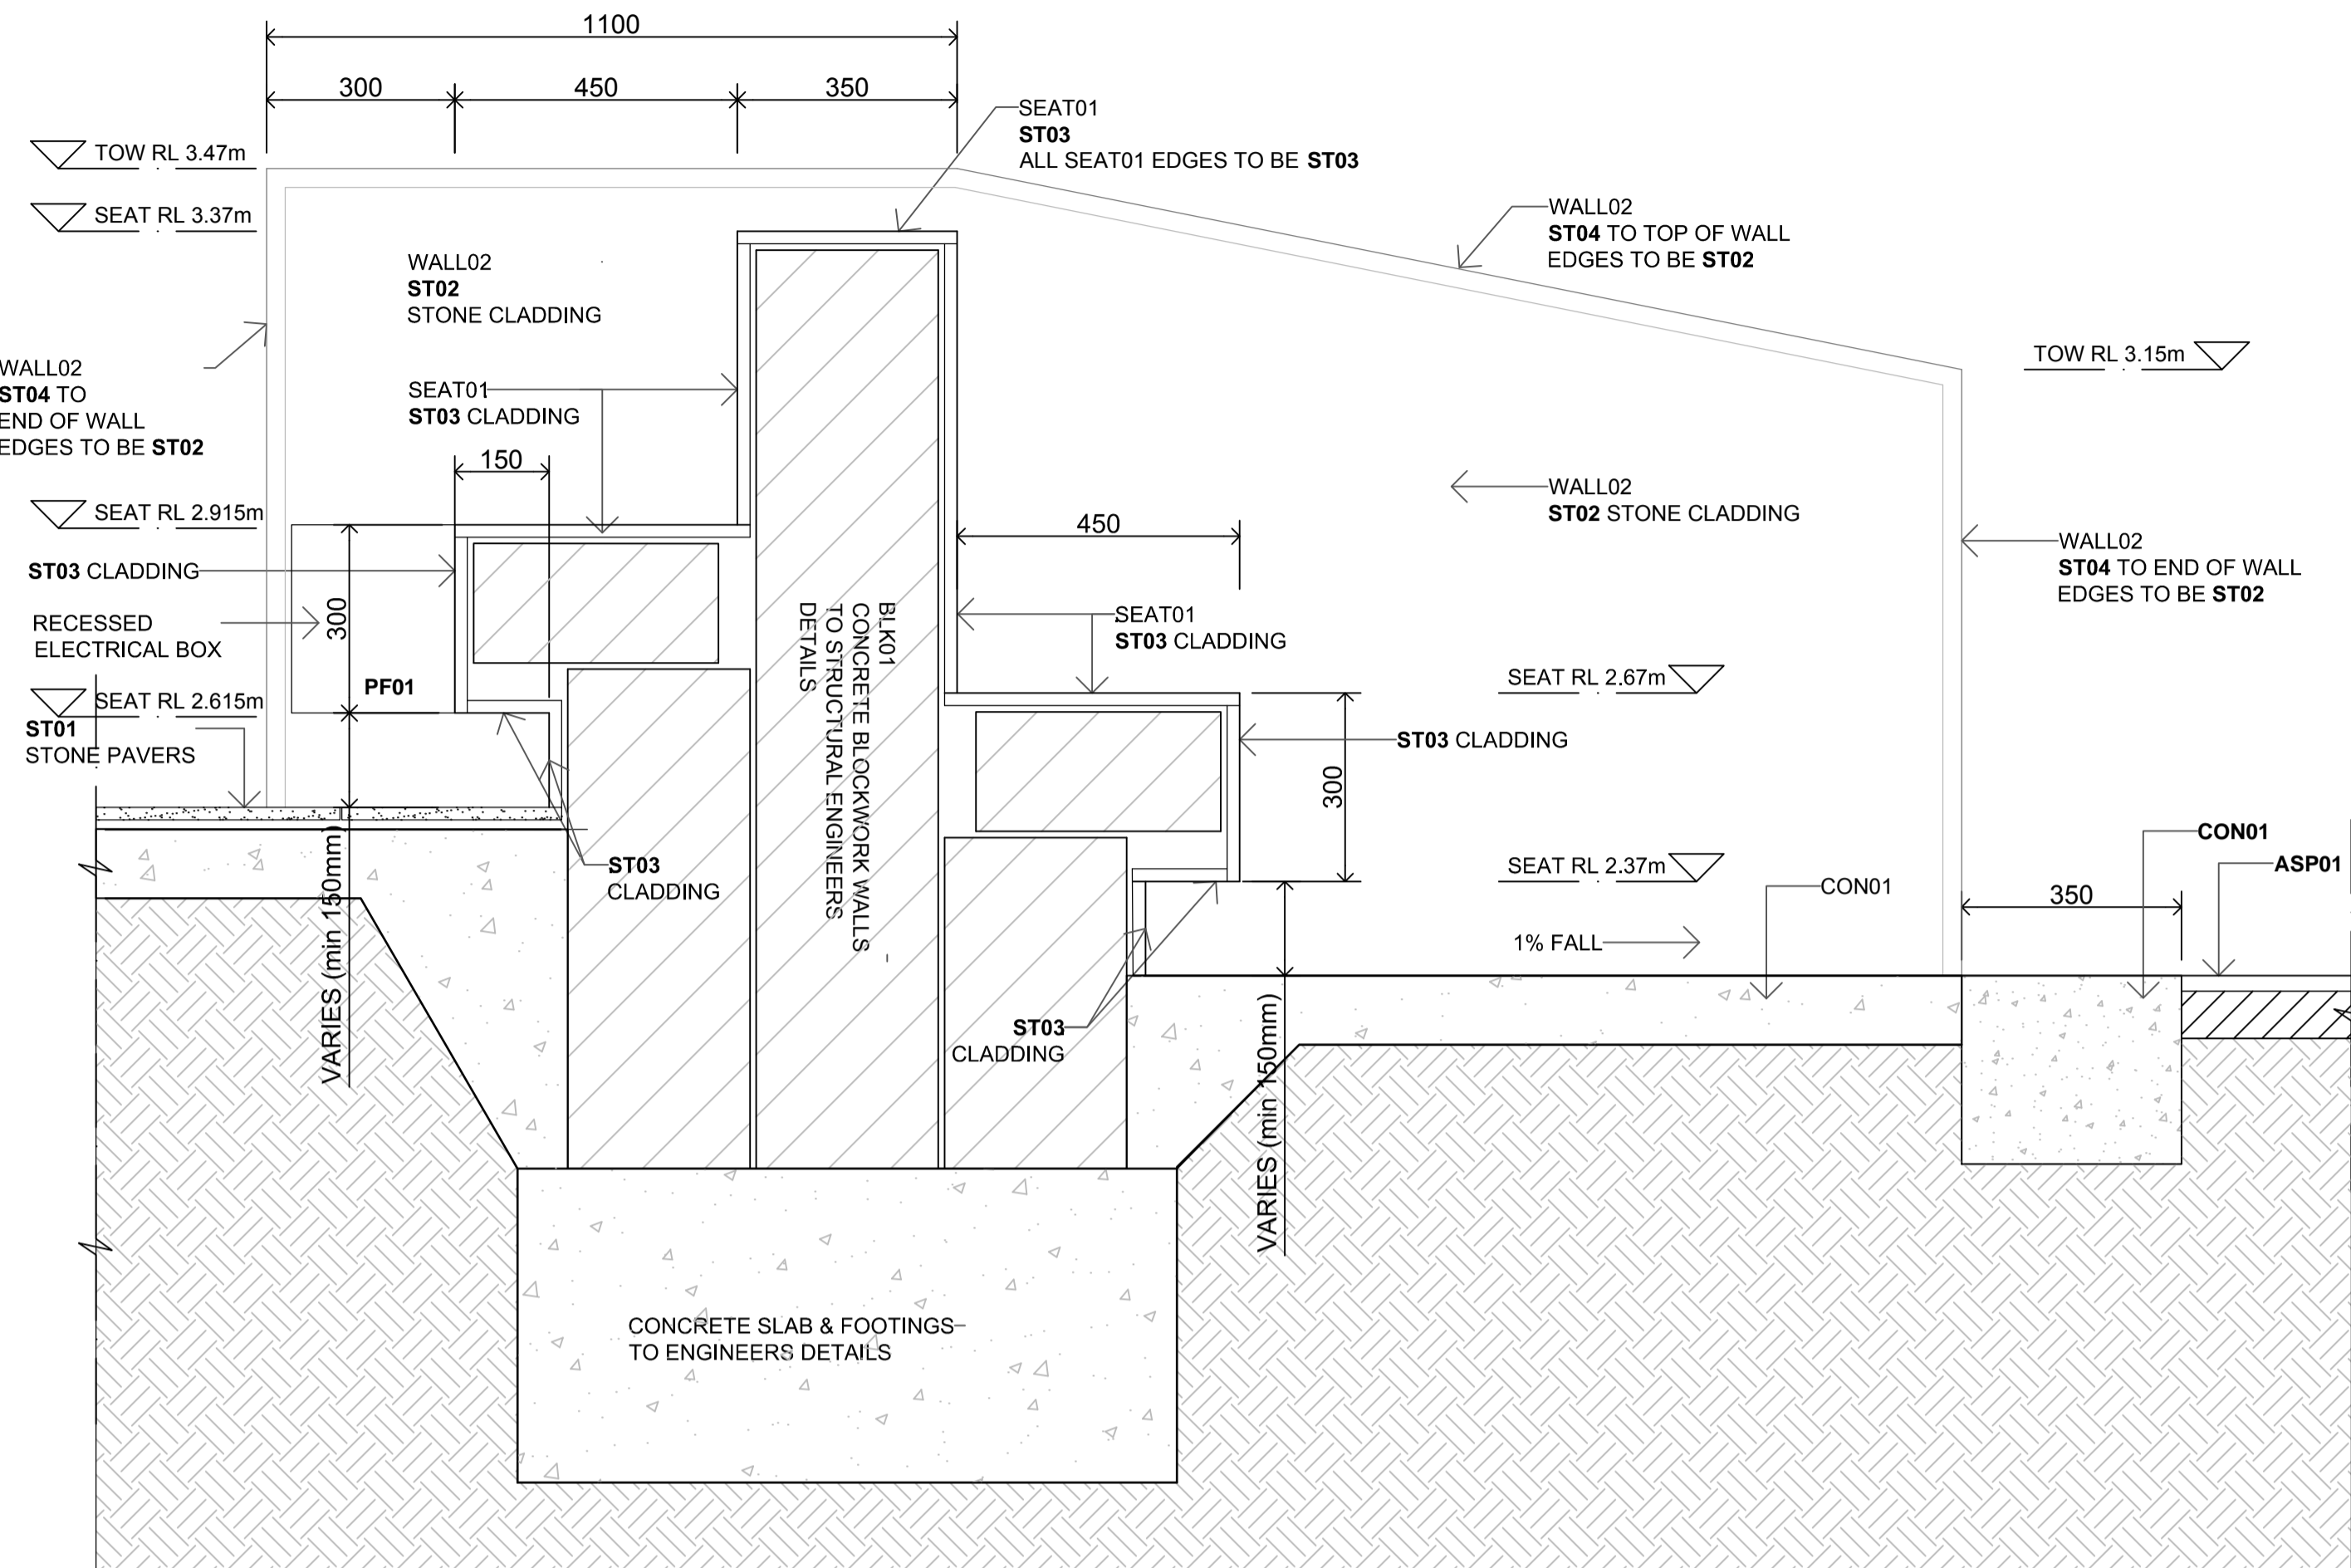 1100
300
450
350
TOW RL 3.47m
SEAT RL 3.37m
SEAT01
ST03
ALL SEAT01 EDGES TO BE ST03
WALL02
ST04 TO TOP OF WALL
EDGES TO BE ST02
WALL02
ST02
STONE CLADDING
WALL02
ST04 TO
END OF WALL
EDGES TO BE ST02
TOW RL 3.15m
SEAT01
ST03 CLADDING
150
SEAT RL 2.915m
WALL02
ST02 STONE CLADDING
450
WALL02
ST04 TO END OF WALL
EDGES TO BE ST02
ST03 CLADDING
RECESSED
ELECTRICAL BOX
300
PF01
SEAT RL 2.615m
ST01
STONE PAVERS
BLK01
CONCRETE BLOCKWORK WALLS
TO STRUCTURAL ENGINEERS
DETAILS
SEAT01
ST03 CLADDING
SEAT RL 2.67m
ST03 CLADDING
300
SEAT RL 2.37m
CON01
350
CON01
ASP01
1% FALL
VARIES (min 150mm)
ST03
CLADDING
ST03
CLADDING
VARIES (min 150mm)
CONCRETE SLAB & FOOTINGS
TO ENGINEERS DETAILS